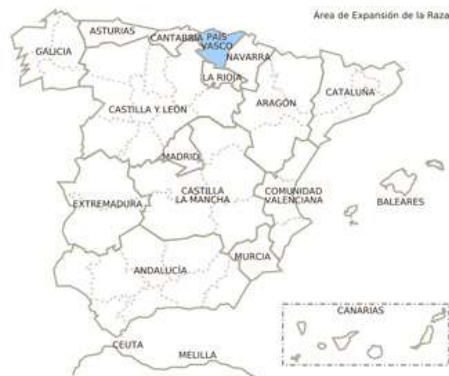 Área de Expansión de la Raza
ASTURIAS
CANTABRIA
PAÍS
VASCO
GALICIA
NAVARRA
LA RIOJA
CATALUÑA
ARAGÓN
CASTILLA Y LEÓN
MADRID
CASTILLA
LA MANCHA
COMUNIDAD
VALENCIANA
BALEARES
EXTREMADURA
MURCIA
ANDALUCÍA
CANARIAS
CEUTA
MELILLA